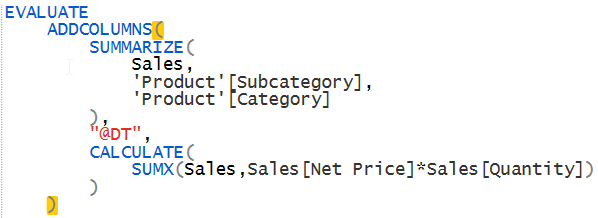 EVALUATE
    ADDCOLUMNS(
        SUMMARIZE(
            Sales,
            'Product'[Subcategory],
            'Product'[Category]
        ),
        "@DT",
        CALCULATE(
            SUMX(Sales,Sales[Net Price]*Sales[Quantity])
        )
    )